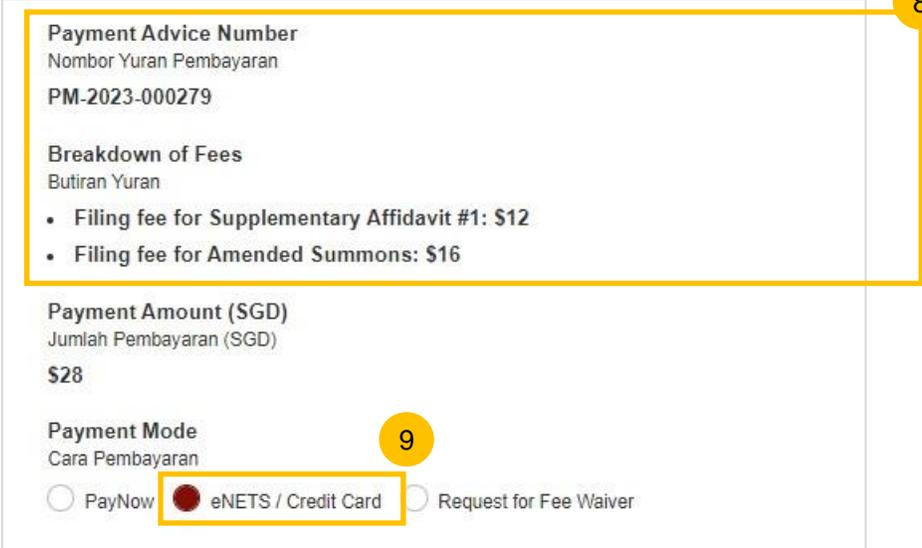 8
Payment Advice Number
Nombor Yuran Pembayaran
PM-2023-000279
Breakdown of Fees
Butiran Yuran
• Filing fee for Supplementary Affidavit #1: $12
• Filing fee for Amended Summons: $16
Payment Amount (SGD)
Jumlah Pembayaran (SGD)
$28
Payment Mode
Cara Pembayaran
9
PayNow eNETS / Credit Card Request for Fee Waiver